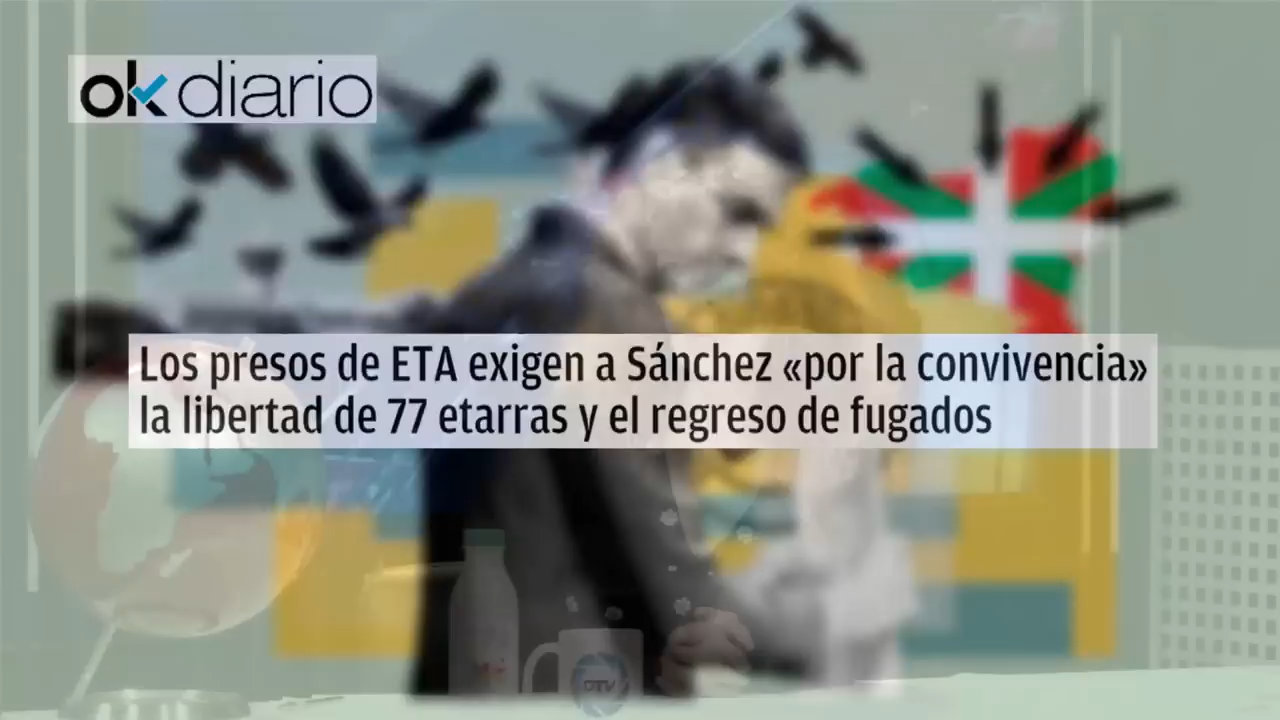 okdiario
Los presos de ETA exigen a Sánchez «por la convivencia»
la libertad de 77 etarras y el regreso de fugados
DTV